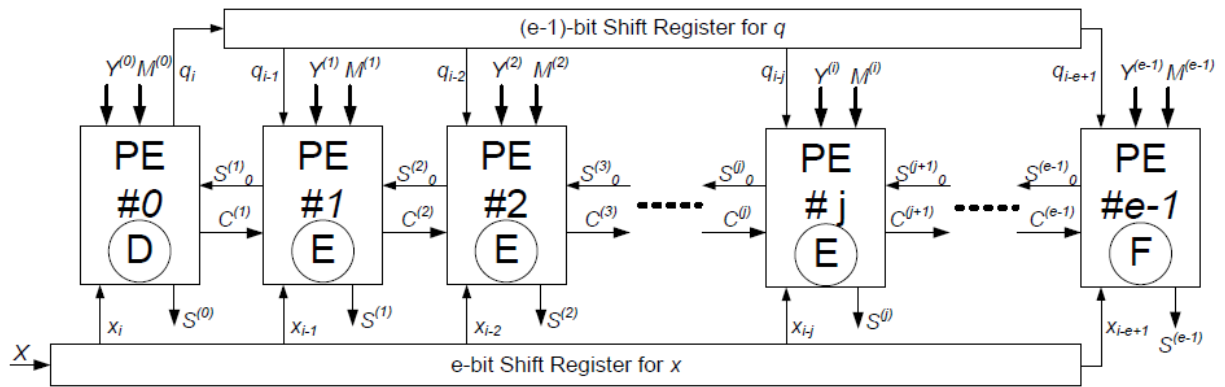 (e-1)-bit Shift Register for q
Y(0) M(0) qi qi-1 Y(1) M(1) qi-2 Y(2) M(2) qi-j Y(i) M(i) qi-e+1 Y(e-1) M(e-1)
PE PE PE PE PE
#0 #1 #2 # j #e-1
S(1)0 S(2)0 S(3)0 S(j)0 S(j+1)0 S(e-1)0
C(1) C(2) C(3) C(j) C(j+1) C(e-1)
D E E E F
xi S(0) xi-1 S(1) xi-2 S(2) xi-j S(j) xi-e+1 S(e-1)
X
e-bit Shift Register for x